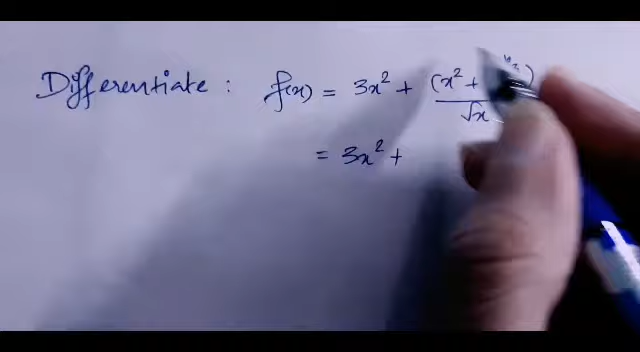 Differentiate : f(x) = 3x² + (x² + )/√x
= 3x² +